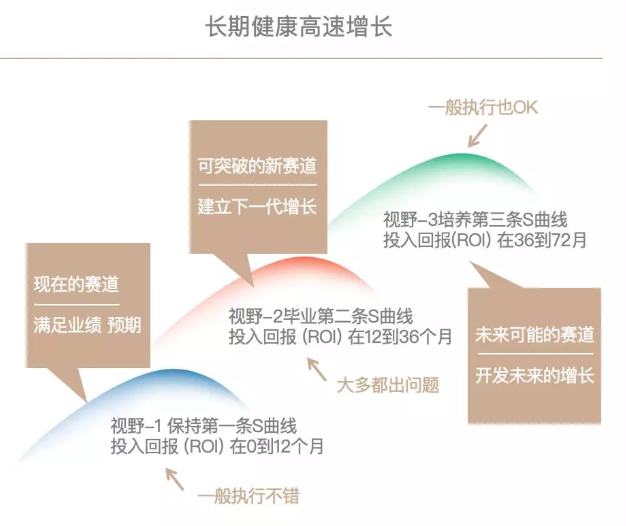 长期健康高速增长
一般执行也OK
可突破的新赛道
建立下一代增长
视野-3培养第三条S曲线
投入回报(ROI) 在36到72月
现在的赛道
满足业绩 预期
视野-2毕业第二条S曲线
投入回报 (ROI) 在12到36个月
未来可能的赛道
开发未来的增长
大多都出问题
视野-1 保持第一条S曲线
投入回报 (ROI) 在0到12个月
一般执行不错